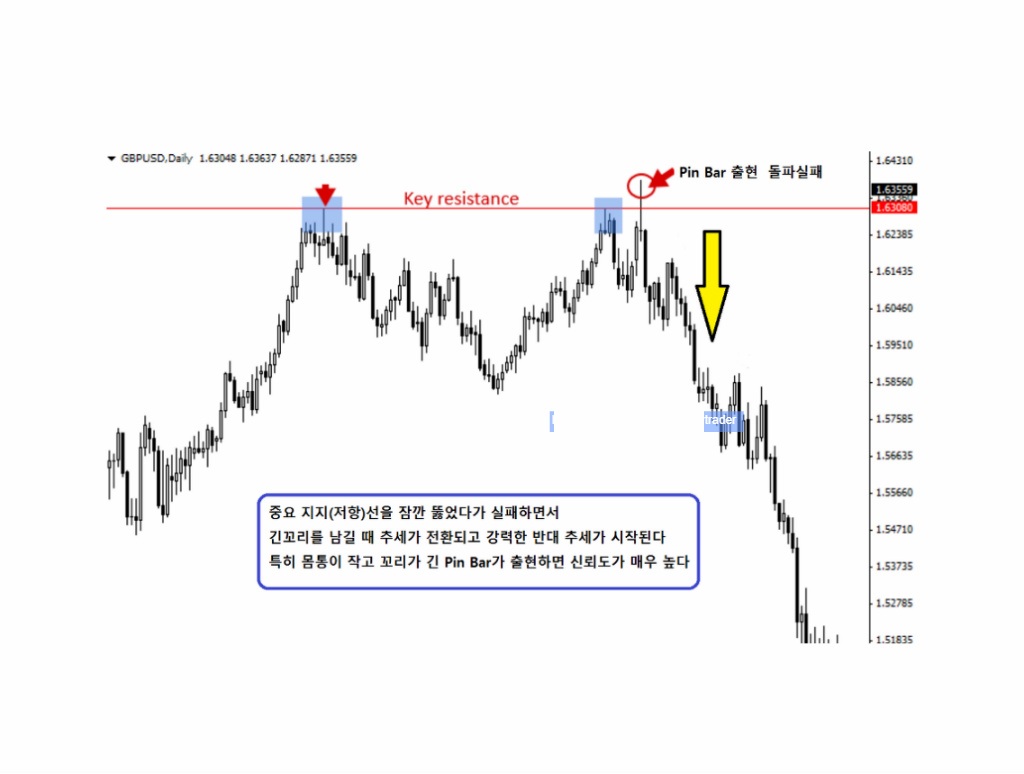 GBPUSD,Daily 1.63048 1.63637 1.62871 1.63559
Key resistance
Pin Bar 출현 돌파실패
1.64310
1.63559
1.63360
1.63080
1.62385
1.61435
1.60460
1.59510
1.58560
1.57585
1.56635
1.55660
1.54710
1.53735
1.52785
1.51835
trader
중요 지지(저항)선을 잠깐 뚫었다가 실패하면서
긴꼬리를 남길 때 추세가 전환되고 강력한 반대 추세가 시작된다
특히 몸통이 작고 꼬리가 긴 Pin Bar가 출현하면 신뢰도가 매우 높다